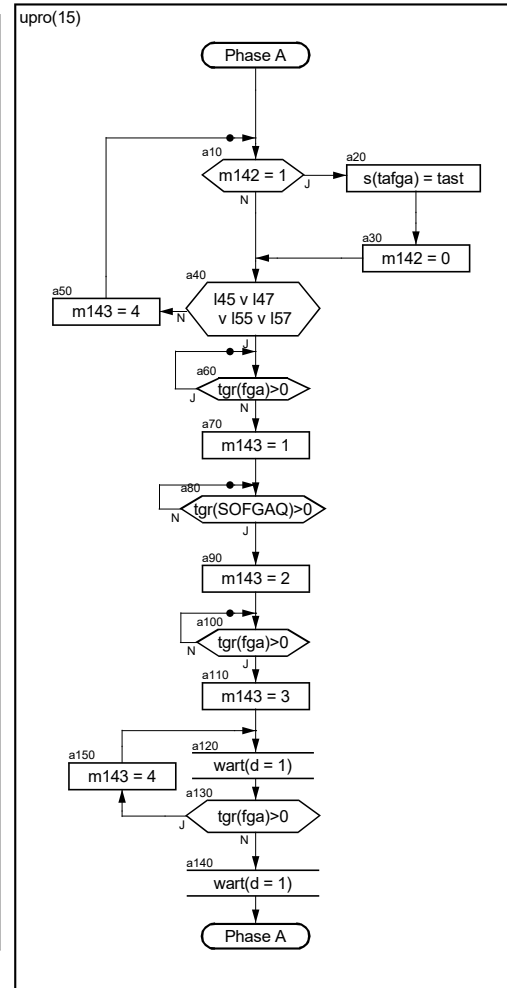 upro(15)
Phase A
a10
m142 = 1
J
N
a20
s(tafga) = tast
a30
m142 = 0
a40
l45 v l47
v l55 v l57
N
J
a50
m143 = 4
a60
tgr(fga)>0
J
N
a70
m143 = 1
a80
tgr(SOFGAQ)>0
N
J
a90
m143 = 2
a100
tgr(fga)>0
N
J
a110
m143 = 3
a120
wart(d = 1)
a150
m143 = 4
a130
tgr(fga)>0
J
N
a140
wart(d = 1)
Phase A